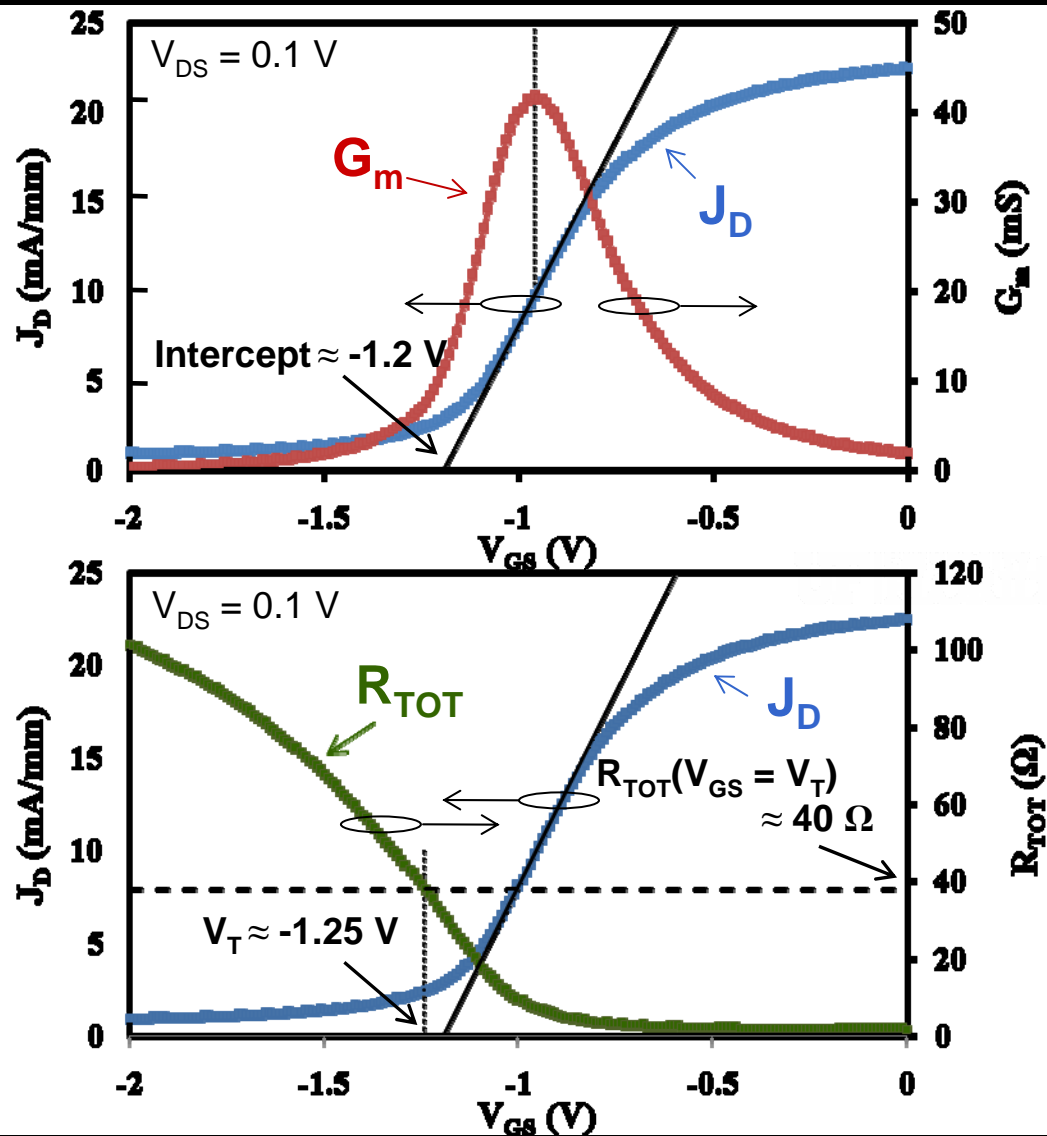 V_DS = 0.1 V
G_m
J_D
Intercept ≈ -1.2 V
J_D (mA/mm)
25
20
15
10
5
0
G_m (mS)
50
40
30
20
10
0
-2
-1.5
-1
-0.5
0
V_GS (V)
V_DS = 0.1 V
R_TOT
J_D
R_TOT(V_GS = V_T)
≈ 40 Ω
V_T ≈ -1.25 V
J_D (mA/mm)
25
20
15
10
5
0
R_TOT (Ω)
120
100
80
60
40
20
0
-2
-1.5
-1
-0.5
0
V_GS (V)